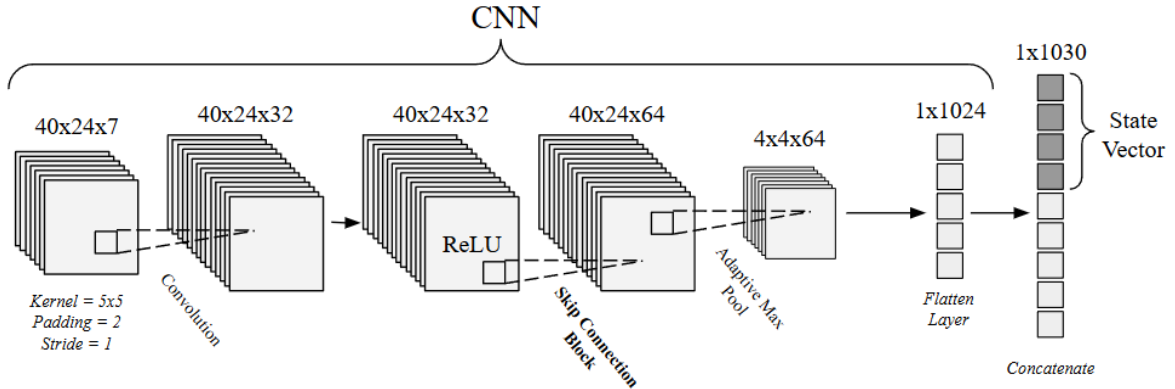 CNN
1x1030
40x24x7
40x24x32
40x24x32
40x24x64
4x4x64
1x1024
State
Vector
ReLU
Kernel = 5x5
Padding = 2
Stride = 1
Convolution
Skip Connection
Block
Adaptive Max
Pool
Flatten
Layer
Concatenate